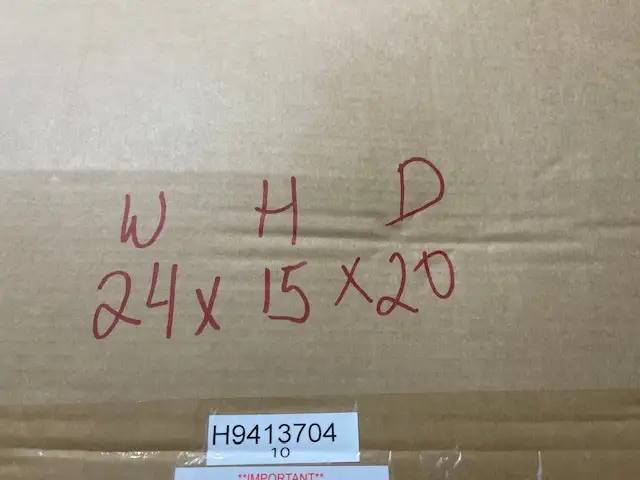 W H D
24 x 15 x 20
H9413704
10
**IMPORTANT**